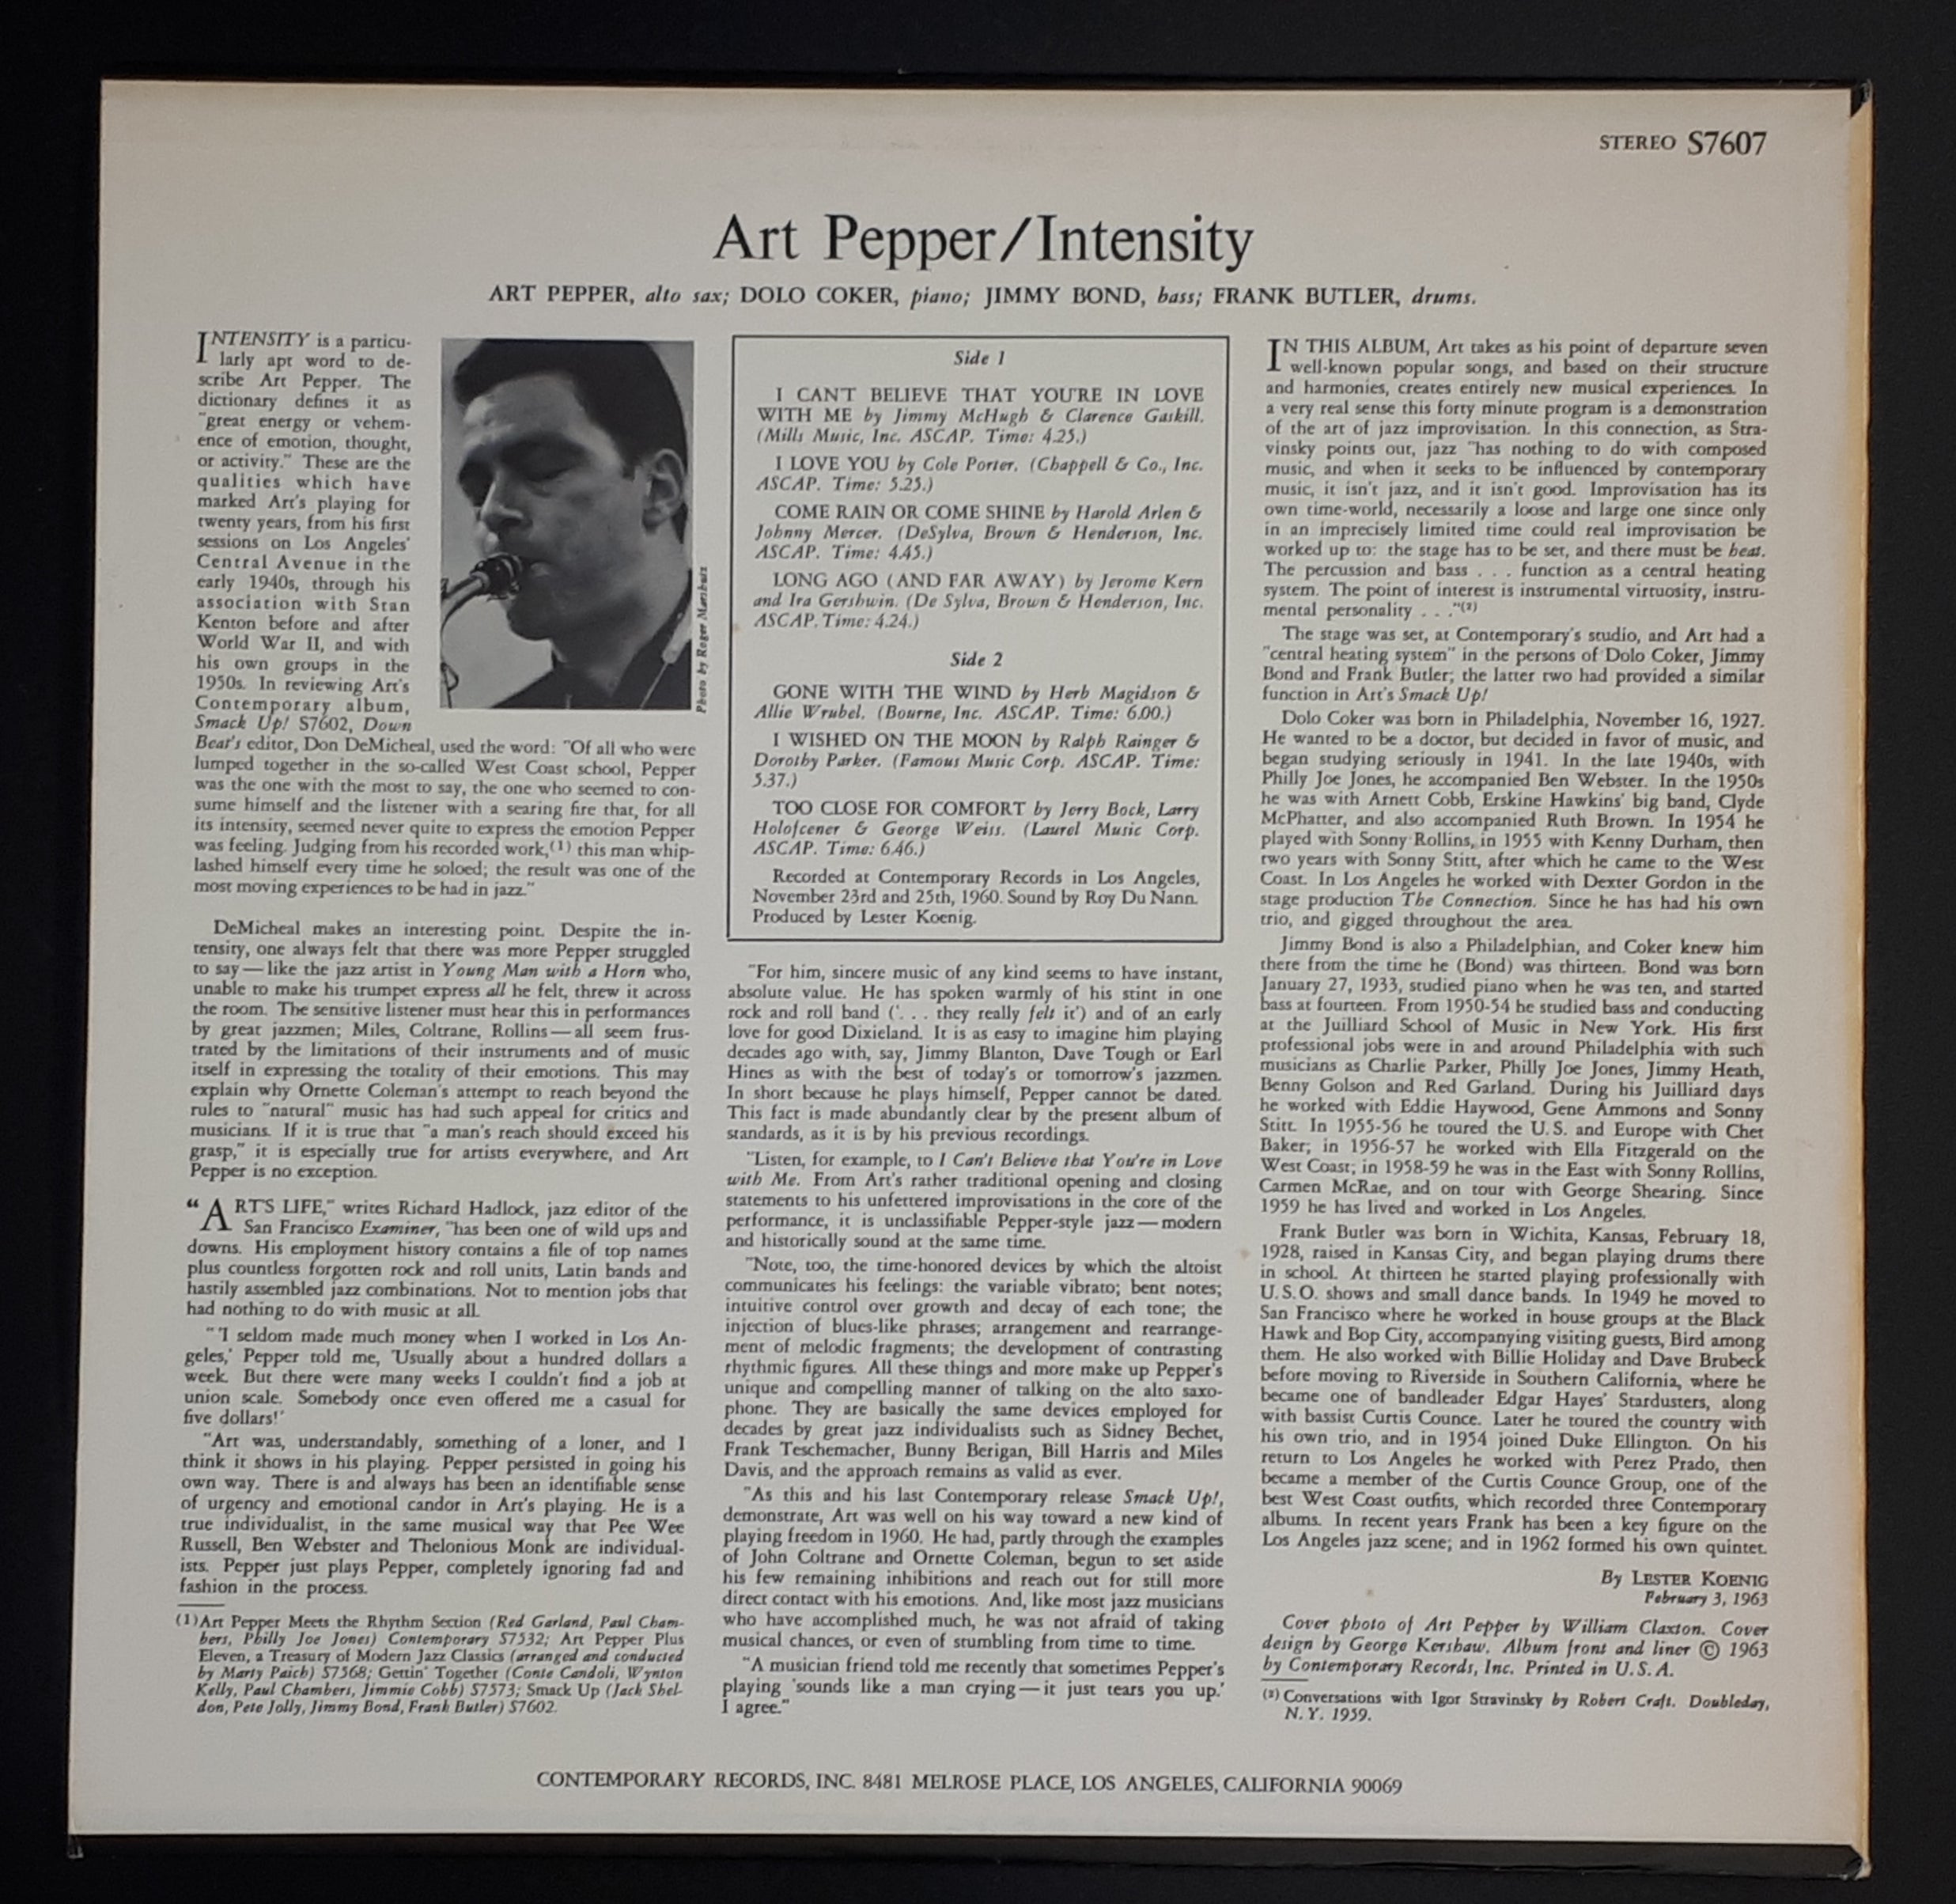 STEREO S7607
Art Pepper/Intensity
ART PEPPER, alto sax; DOLO COKER, piano; JIMMY BOND, bass; FRANK BUTLER, drums.
INTENSITY is a particu-
larly apt word to de-
scribe Art Pepper. The
dictionary defines it as
"great energy or vehem-
ence of emotion, thought,
or activity." These are the
qualities which have
marked Art's playing for
twenty years, from his first
sessions on Los Angeles'
Central Avenue in the
early 1940s, through his
association with Stan
Kenton before and after
World War II, and with
his own groups in the
1950s. In reviewing Art's
Contemporary album,
Smack Up! S7602, Down
Beat's editor, Don DeMicheal, used the word: "Of all who were
lumped together in the so-called West Coast school, Pepper
was the one with the most to say, the one who seemed to con-
sume himself and the listener with a searing fire that, for all
its intensity, seemed never quite to express the emotion Pepper
was feeling. Judging from his recorded work,(1) this man whip-
lashed himself every time he soloed; the result was one of the
most moving experiences to be had in jazz."
Photo by Roger Marshutz
DeMicheal makes an interesting point. Despite the in-
tensity, one always felt that there was more Pepper struggled
to say—like the jazz artist in Young Man with a Horn who,
unable to make his trumpet express all he felt, threw it across
the room. The sensitive listener must hear this in performances
by great jazzmen; Miles, Coltrane, Rollins—all seem frus-
trated by the limitations of their instruments and of music
itself in expressing the totality of their emotions. This may
explain why Ornette Coleman's attempt to reach beyond the
rules to "natural" music has had such appeal for critics and
musicians. If it is true that "a man's reach should exceed his
grasp," it is especially true for artists everywhere, and Art
Pepper is no exception.
"ART'S LIFE," writes Richard Hadlock, jazz editor of the
San Francisco Examiner, "has been one of wild ups and
downs. His employment history contains a file of top names
plus countless forgotten rock and roll units, Latin bands and
hastily assembled jazz combinations. Not to mention jobs that
had nothing to do with music at all.
"'I seldom made much money when I worked in Los An-
geles,' Pepper told me, 'Usually about a hundred dollars a
week. But there were many weeks I couldn't find a job at
union scale. Somebody once even offered me a casual for
five dollars!'
"Art was, understandably, something of a loner, and I
think it shows in his playing. Pepper persisted in going his
own way. There is and always has been an identifiable sense
of urgency and emotional candor in Art's playing. He is a
true individualist, in the same musical way that Pee Wee
Russell, Ben Webster and Thelonious Monk are individual-
ists. Pepper just plays Pepper, completely ignoring fad and
fashion in the process.
(1)Art Pepper Meets the Rhythm Section (Red Garland, Paul Cham-
bers, Philly Joe Jones) Contemporary S7532; Art Pepper Plus
Eleven, a Treasury of Modern Jazz Classics (arranged and conducted
by Marty Paich) S7568; Gettin' Together (Conte Candoli, Wynton
Kelly, Paul Chambers, Jimmie Cobb) S7573; Smack Up (Jack Shel-
don, Pete Jolly, Jimmy Bond, Frank Butler) S7602.
Side 1
I CAN'T BELIEVE THAT YOU'RE IN LOVE
WITH ME by Jimmy McHugh & Clarence Gaskill.
(Mills Music, Inc. ASCAP. Time: 4.25.)
I LOVE YOU by Cole Porter. (Chappell & Co., Inc.
ASCAP. Time: 5.25.)
COME RAIN OR COME SHINE by Harold Arlen &
Johnny Mercer. (DeSylva, Brown & Henderson, Inc.
ASCAP. Time: 4.45.)
LONG AGO (AND FAR AWAY) by Jerome Kern
and Ira Gershwin. (De Sylva, Brown & Henderson, Inc.
ASCAP. Time: 4.24.)
Side 2
GONE WITH THE WIND by Herb Magidson &
Allie Wrubel. (Bourne, Inc. ASCAP. Time: 6.00.)
I WISHED ON THE MOON by Ralph Rainger &
Dorothy Parker. (Famous Music Corp. ASCAP. Time:
5.37.)
TOO CLOSE FOR COMFORT by Jerry Bock, Larry
Holofcener & George Weiss. (Laurel Music Corp.
ASCAP. Time: 6.46.)
Recorded at Contemporary Records in Los Angeles,
November 23rd and 25th, 1960. Sound by Roy Du Nann.
Produced by Lester Koenig.
"For him, sincere music of any kind seems to have instant,
absolute value. He has spoken warmly of his stint in one
rock and roll band ('. . . they really felt it') and of an early
love for good Dixieland. It is as easy to imagine him playing
decades ago with, say, Jimmy Blanton, Dave Tough or Earl
Hines as with the best of today's or tomorrow's jazzmen.
In short because he plays himself, Pepper cannot be dated.
This fact is made abundantly clear by the present album of
standards, as it is by his previous recordings.
"Listen, for example, to I Can't Believe that You're in Love
with Me. From Art's rather traditional opening and closing
statements to his unfettered improvisations in the core of the
performance, it is unclassifiable Pepper-style jazz—modern
and historically sound at the same time.
"Note, too, the time-honored devices by which the altoist
communicates his feelings: the variable vibrato; bent notes;
intuitive control over growth and decay of each tone; the
injection of blues-like phrases; arrangement and rearrange-
ment of melodic fragments; the development of contrasting
rhythmic figures. All these things and more make up Pepper's
unique and compelling manner of talking on the alto saxo-
phone. They are basically the same devices employed for
decades by great jazz individualists such as Sidney Bechet,
Frank Teschemacher, Bunny Berigan, Bill Harris and Miles
Davis, and the approach remains as valid as ever.
"As this and his last Contemporary release Smack Up!,
demonstrate, Art was well on his way toward a new kind of
playing freedom in 1960. He had, partly through the examples
of John Coltrane and Ornette Coleman, begun to set aside
his few remaining inhibitions and reach out for still more
direct contact with his emotions. And, like most jazz musicians
who have accomplished much, he was not afraid of taking
musical chances, or even of stumbling from time to time.
"A musician friend told me recently that sometimes Pepper's
playing 'sounds like a man crying—it just tears you up.'
I agree."
IN THIS ALBUM, Art takes as his point of departure seven
well-known popular songs, and based on their structure
and harmonies, creates entirely new musical experiences. In
a very real sense this forty minute program is a demonstration
of the art of jazz improvisation. In this connection, as Stra-
vinsky points out, jazz "has nothing to do with composed
music, and when it seeks to be influenced by contemporary
music, it isn't jazz, and it isn't good. Improvisation has its
own time-world, necessarily a loose and large one since only
in an imprecisely limited time could real improvisation be
worked up to: the stage has to be set, and there must be beat.
The percussion and bass . . . function as a central heating
system. The point of interest is instrumental virtuosity, instru-
mental personality . . ."(2)
The stage was set, at Contemporary's studio, and Art had a
"central heating system" in the persons of Dolo Coker, Jimmy
Bond and Frank Butler; the latter two had provided a similar
function in Art's Smack Up!
Dolo Coker was born in Philadelphia, November 16, 1927.
He wanted to be a doctor, but decided in favor of music, and
began studying seriously in 1941. In the late 1940s, with
Philly Joe Jones, he accompanied Ben Webster. In the 1950s
he was with Arnett Cobb, Erskine Hawkins' big band, Clyde
McPhatter, and also accompanied Ruth Brown. In 1954 he
played with Sonny Rollins, in 1955 with Kenny Durham, then
two years with Sonny Stitt, after which he came to the West
Coast. In Los Angeles he worked with Dexter Gordon in the
stage production The Connection. Since he has had his own
trio, and gigged throughout the area.
Jimmy Bond is also a Philadelphian, and Coker knew him
there from the time he (Bond) was thirteen. Bond was born
January 27, 1933, studied piano when he was ten, and started
bass at fourteen. From 1950-54 he studied bass and conducting
at the Juilliard School of Music in New York. His first
professional jobs were in and around Philadelphia with such
musicians as Charlie Parker, Philly Joe Jones, Jimmy Heath,
Benny Golson and Red Garland. During his Juilliard days
he worked with Eddie Haywood, Gene Ammons and Sonny
Stitt. In 1955-56 he toured the U.S. and Europe with Chet
Baker; in 1956-57 he worked with Ella Fitzgerald on the
West Coast; in 1958-59 he was in the East with Sonny Rollins,
Carmen McRae, and on tour with George Shearing. Since
1959 he has lived and worked in Los Angeles.
Frank Butler was born in Wichita, Kansas, February 18,
1928, raised in Kansas City, and began playing drums there
in school. At thirteen he started playing professionally with
U.S.O. shows and small dance bands. In 1949 he moved to
San Francisco where he worked in house groups at the Black
Hawk and Bop City, accompanying visiting guests, Bird among
them. He also worked with Billie Holiday and Dave Brubeck
before moving to Riverside in Southern California, where he
became one of bandleader Edgar Hayes' Stardusters, along
with bassist Curtis Counce. Later he toured the country with
his own trio, and in 1954 joined Duke Ellington. On his
return to Los Angeles he worked with Perez Prado, then
became a member of the Curtis Counce Group, one of the
best West Coast outfits, which recorded three Contemporary
albums. In recent years Frank has been a key figure on the
Los Angeles jazz scene; and in 1962 formed his own quintet.
By LESTER KOENIG
February 3, 1963
Cover photo of Art Pepper by William Claxton. Cover
design by George Kershaw. Album front and liner © 1963
by Contemporary Records, Inc. Printed in U.S.A.
(2) Conversations with Igor Stravinsky by Robert Craft. Doubleday,
N.Y. 1959.
CONTEMPORARY RECORDS, INC. 8481 MELROSE PLACE, LOS ANGELES, CALIFORNIA 90069